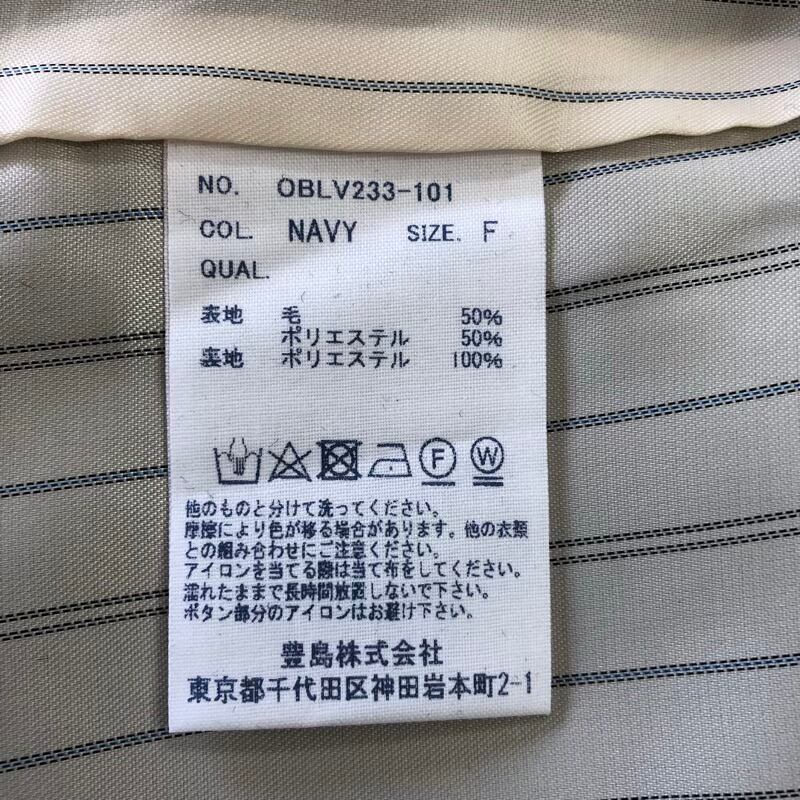 NO. OBLV233-101
COL. NAVY SIZE. F
QUAL.
表地 毛 50%
ポリエステル 50%
裏地 ポリエステル 100%
F W
他のものと分けて洗ってください。
摩擦により色が移る場合があります。他の衣類
との組み合わせにご注意ください。
アイロンを当てる際は当て布をしてください。
濡れたままで長時間放置しないで下さい。
ボタン部分のアイロンはお避け下さい。
豊島株式会社
東京都千代田区神田岩本町2-1